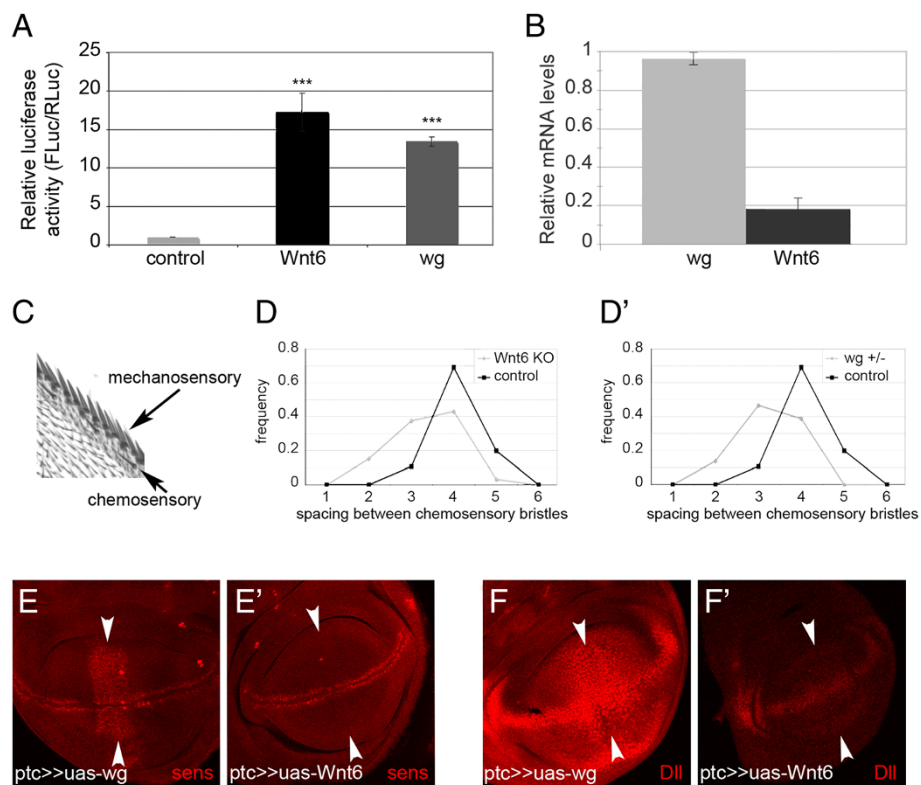 A
Relative luciferase
activity (FLuc/RLuc)
25
20
15
10
5
0
***
***
control Wnt6 wg
B
Relative mRNA levels
1
0.8
0.6
0.4
0.2
0
wg Wnt6
C
mechanosensory
chemosensory
D
frequency
0.8
0.6
0.4
0.2
0
Wnt6 KO
control
1 2 3 4 5 6
spacing between chemosensory bristles
D'
frequency
0.8
0.6
0.4
0.2
0
wg +/-
control
1 2 3 4 5 6
spacing between chemosensory bristles
E
ptc>>uas-wg sens
E'
ptc>>uas-Wnt6 sens
F
ptc>>uas-wg Dll
F'
ptc>>uas-Wnt6 Dll